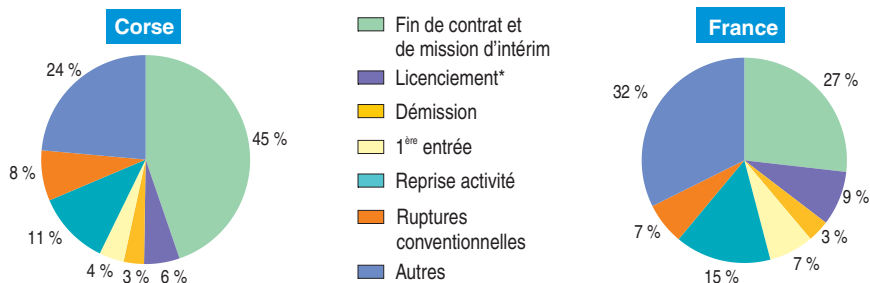 Corse
24 %
45 %
8 %
11 %
4 %
3 %
6 %
Fin de contrat et
de mission d'intérim
Licenciement*
Démission
1ère entrée
Reprise activité
Ruptures
conventionnelles
Autres
France
32 %
27 %
9 %
7 %
3 %
15 %
7 %